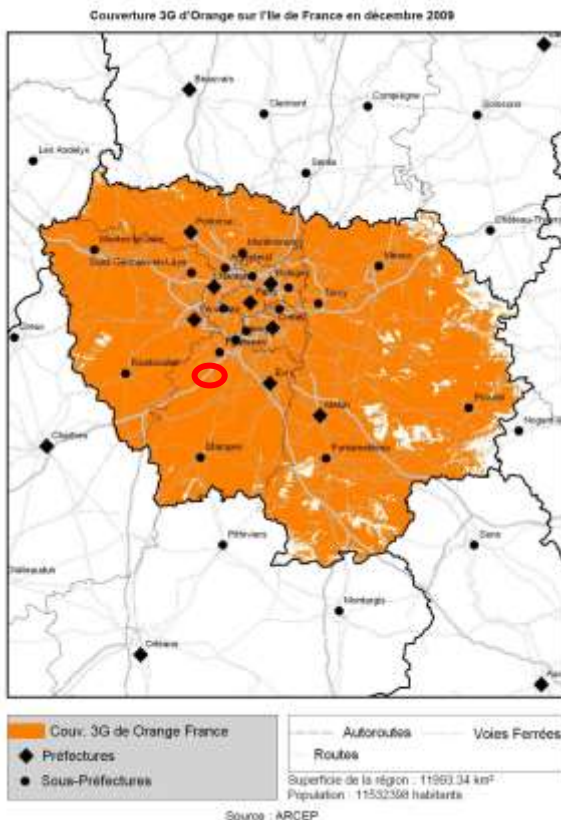 Couverture 3G d'Orange sur l'Ile de France en décembre 2009
Beauvais
Clermont
Compiègne
Soissons
Les Andelys
Senlis
Château-Thierry
Pontoise
Montmorency
Mantes-la-Jolie
Saint-Germain-en-Laye
Meaux
Torcy
Rambouillet
Evry
Melun
Provins
Chartres
Etampes
Fontainebleau
Pithiviers
Sens
Montargis
Orléans
Couv. 3G de Orange France
Préfectures
Sous-Préfectures
Autoroutes
Voies Ferrées
Routes
Superficie de la région : 11993.34 km²
Population : 11532398 habitants
Source : ARCEP